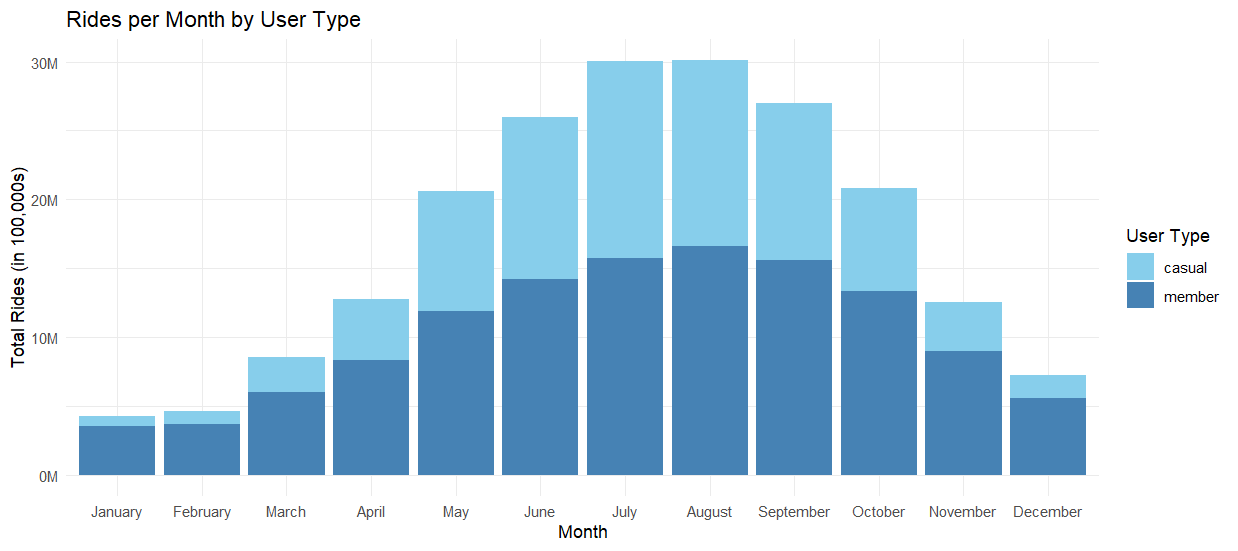 Rides per Month by User Type
Total Rides (in 100,000s)
30M
20M
10M
0M
January February March April May June July August September October November December
Month
User Type
casual
member